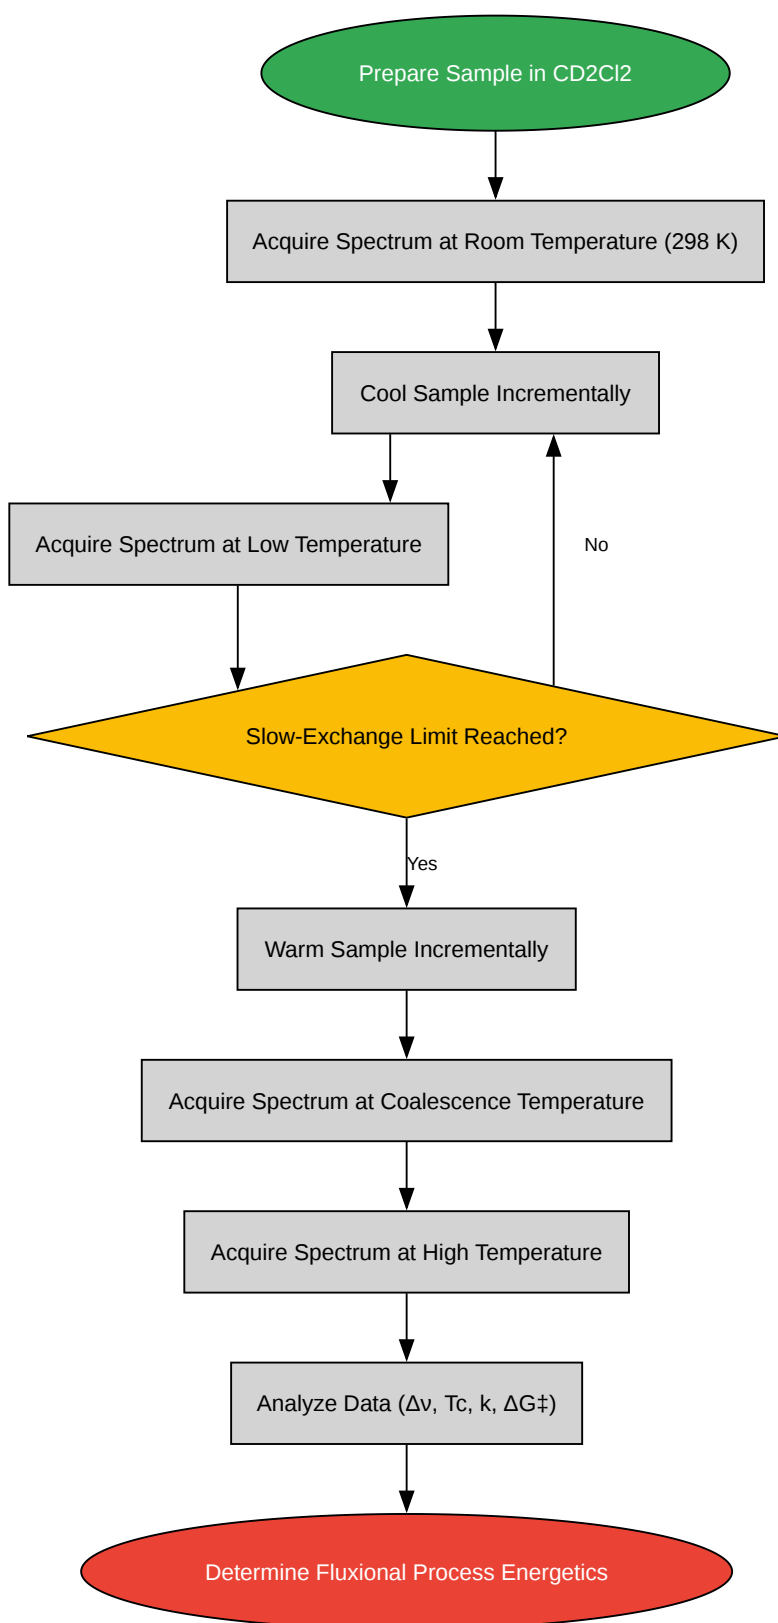 Prepare Sample in CD2Cl2
Acquire Spectrum at Room Temperature (298 K)
Cool Sample Incrementally
Acquire Spectrum at Low Temperature
No
Slow-Exchange Limit Reached?
Yes
Warm Sample Incrementally
Acquire Spectrum at Coalescence Temperature
Acquire Spectrum at High Temperature
Analyze Data (Δν, Tc, k, ΔG‡)
Determine Fluxional Process Energetics